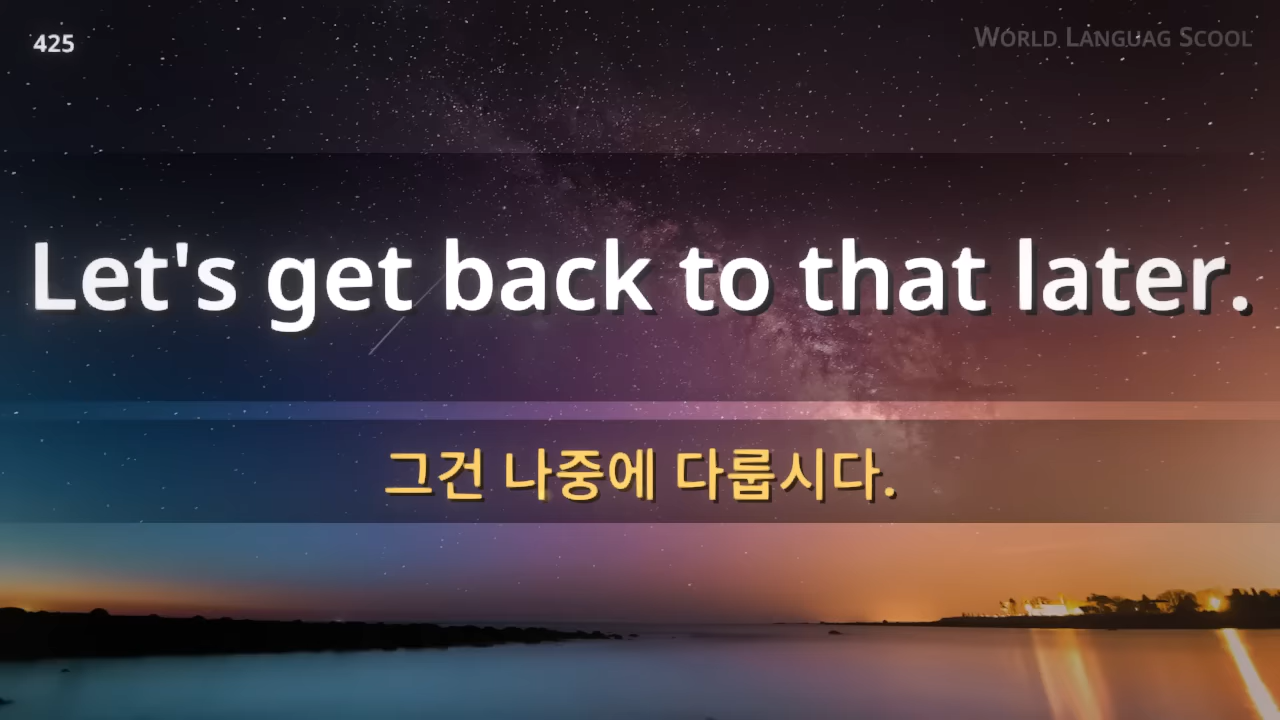 425
World Languag Scool
Let's get back to that later.
그건 나중에 다룹시다.